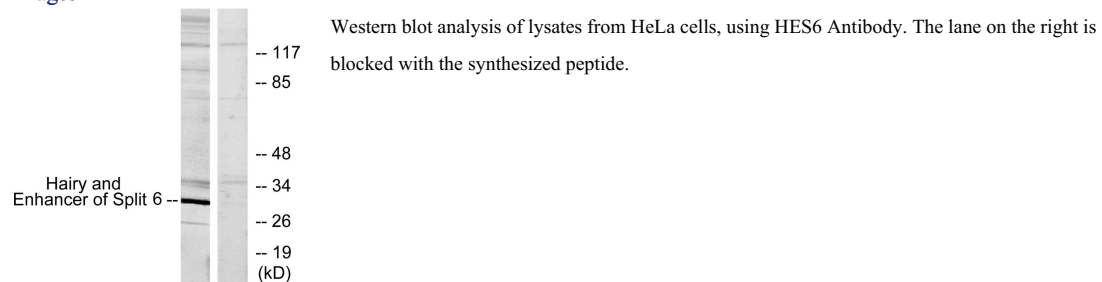 Western blot analysis of lysates from HeLa cells, using HES6 Antibody. The lane on the right is
blocked with the synthesized peptide.
-- 117
-- 85
-- 48
-- 34
-- 26
-- 19
(kD)
Hairy and
Enhancer of Split 6 --